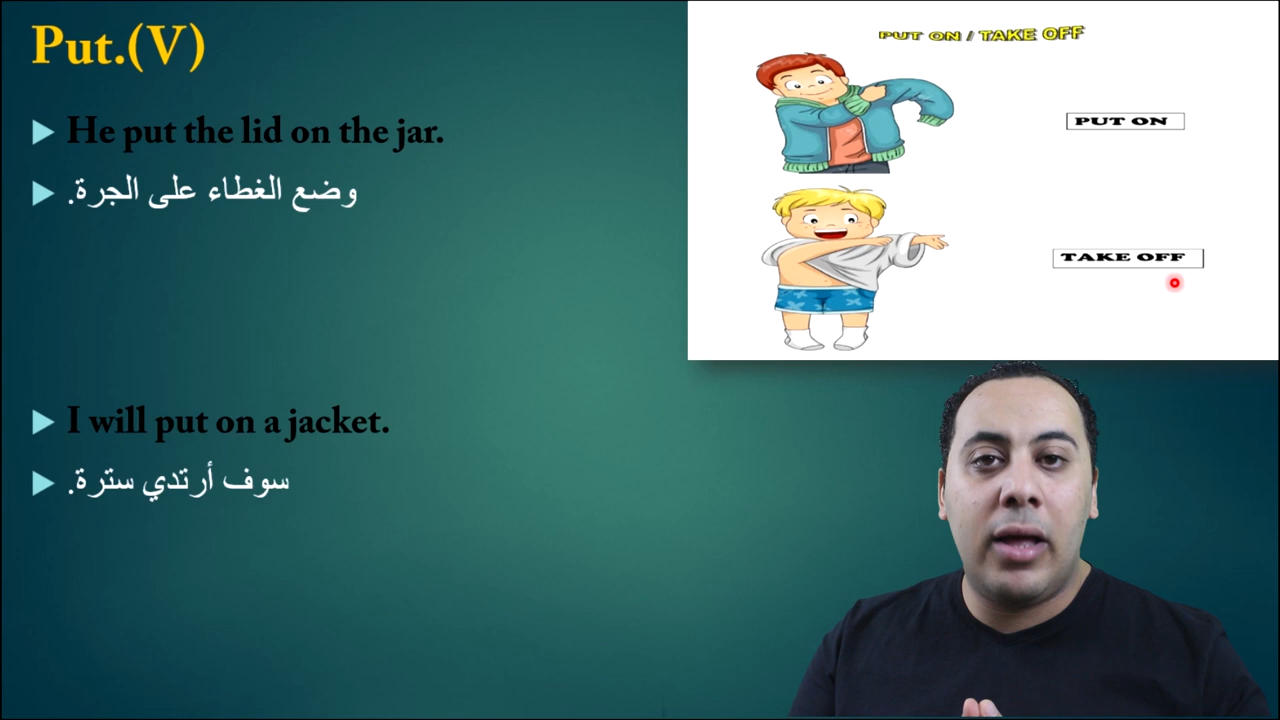 Put.(V)
He put the lid on the jar.
وضع الغطاء على الجرة.
I will put on a jacket.
سوف أرتدي سترة.
PUT ON / TAKE OFF
PUT ON
TAKE OFF